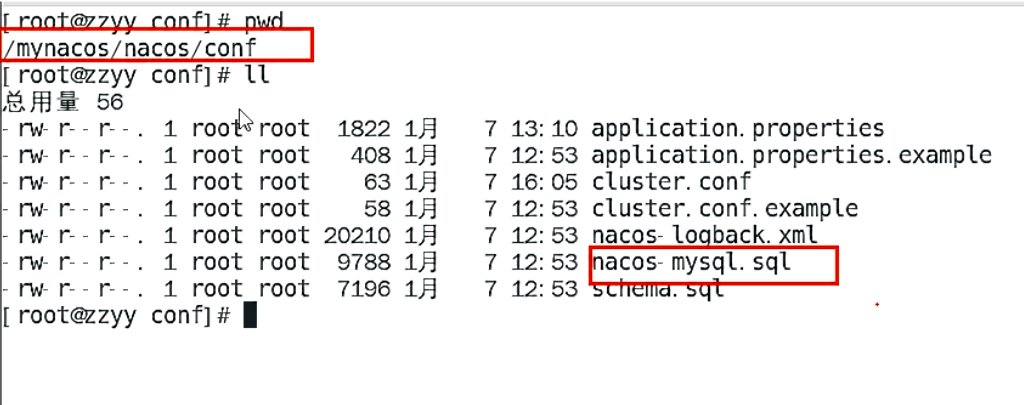 [root@zzyy conf]# pwd
/mynacos/nacos/conf
[root@zzyy conf]# ll
总用量 56
-rw-r--r--. 1 root root  1822 1月   7 13:10 application.properties
-rw-r--r--. 1 root root   408 1月   7 12:53 application.properties.example
-rw-r--r--. 1 root root    63 1月   7 16:05 cluster.conf
-rw-r--r--. 1 root root    58 1月   7 12:53 cluster.conf.example
-rw-r--r--. 1 root root 20210 1月   7 12:53 nacos-logback.xml
-rw-r--r--. 1 root root  9788 1月   7 12:53 nacos-mysql.sql
-rw-r--r--. 1 root root  7196 1月   7 12:53 schema.sql
[root@zzyy conf]#